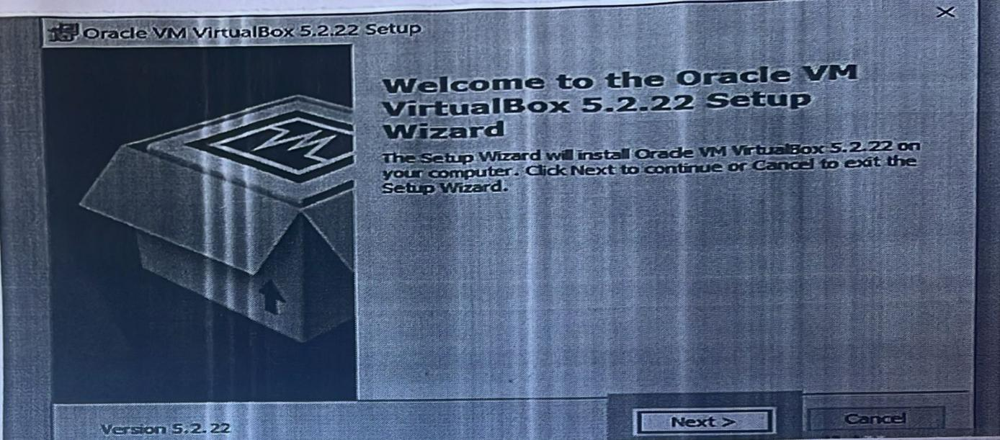 Oracle VM VirtualBox 5.2.22 Setup
Welcome to the Oracle VM
VirtualBox 5.2.22 Setup
Wizard
The Setup Wizard will install Oracle VM VirtualBox 5.2.22 on
your computer. Click Next to continue or Cancel to exit the
Setup Wizard.
Version 5.2.22
Next >
Cancel